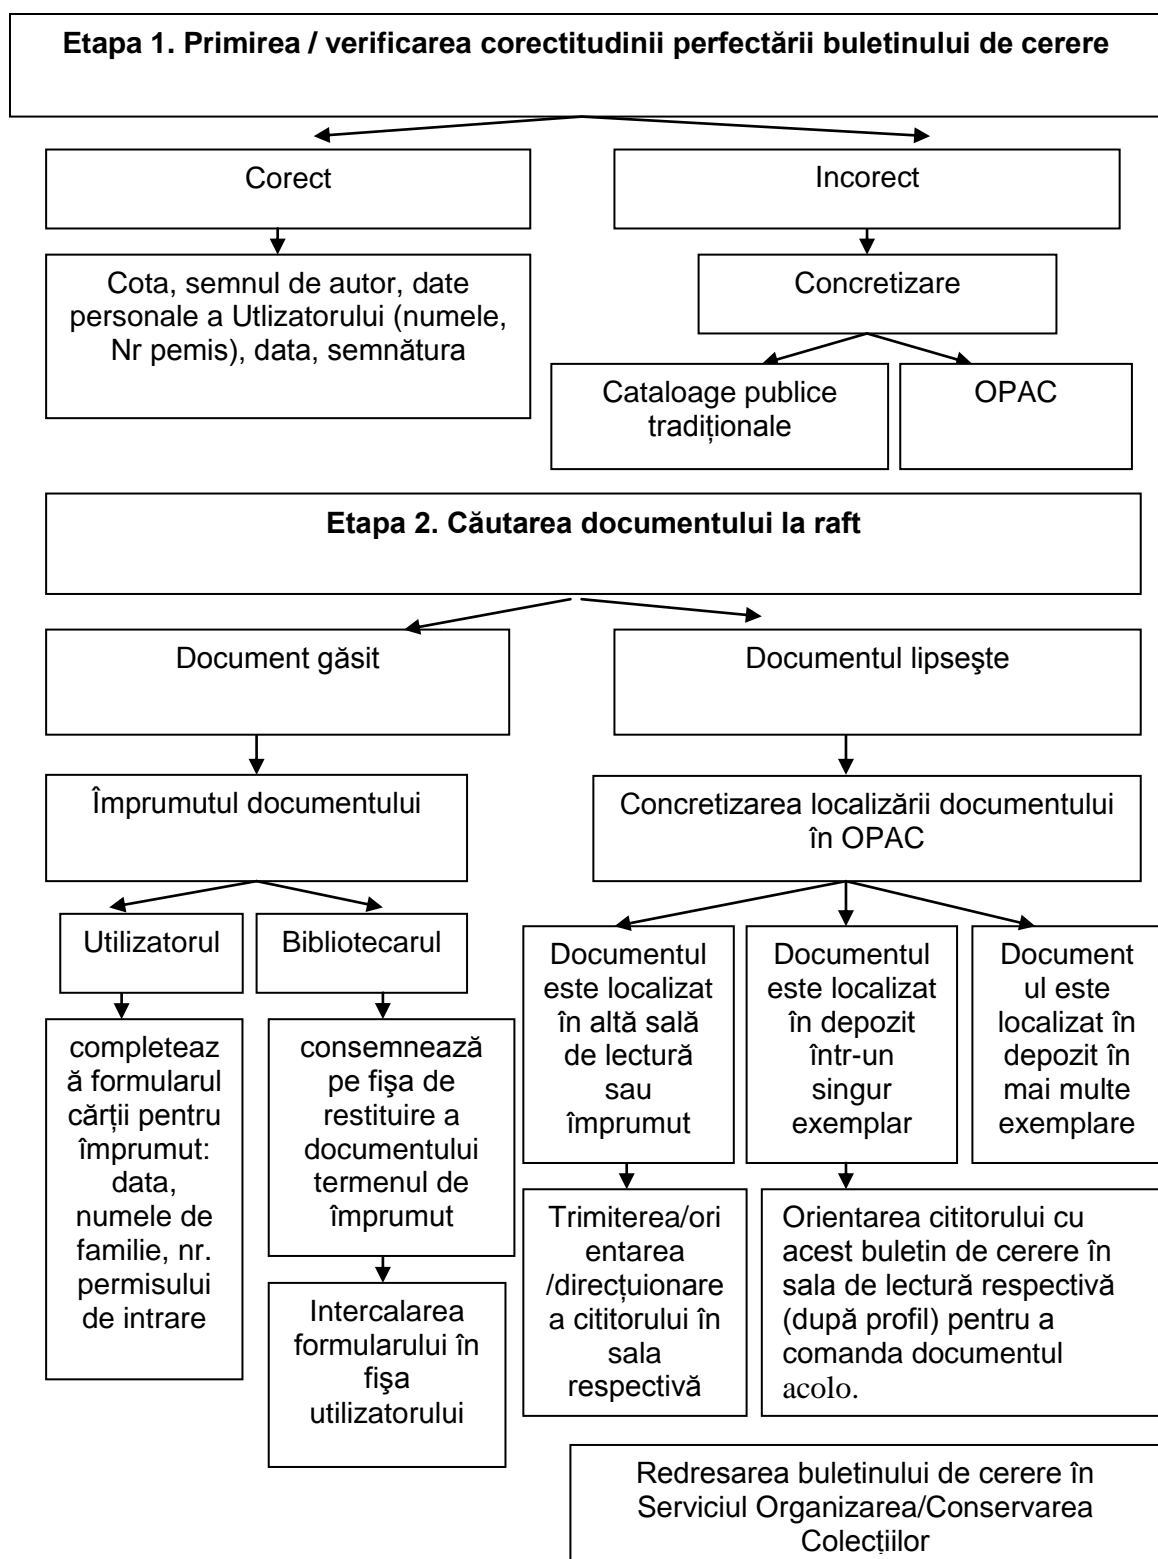 Etapa 1. Primirea / verificarea corectitudinii perfectării buletinului de cerere
Corect
Incorect
Cota, semnul de autor, date
personale a Utlizatorului (numele,
Nr pemis), data, semnătura
Concretizare
Cataloage publice
tradiționale
OPAC
Etapa 2. Căutarea documentului la raft
Document găsit
Documentul lipseşte
Împrumutul documentului
Concretizarea localizării documentului
în OPAC
Utilizatorul
Bibliotecarul
Documentul
este localizat
în altă sală
de lectură
sau
împrumut
Documentul
este localizat
în depozit
într-un
singur
exemplar
Document
ul este
localizat în
depozit în
mai multe
exemplare
completeaz
ă formularul
cărții pentru
împrumut:
data,
numele de
familie, nr.
permisului
de intrare
consemnează
pe fişa de
restituire a
documentului
termenul de
împrumut
Intercalarea
formularului în
fişa
utilizatorului
Trimiterea/ori
entarea
/direcțuionare
a cititorului în
sala
respectivă
Orientarea cititorului cu
acest buletin de cerere în
sala de lectură respectivă
(după profil) pentru a
comanda documentul
acolo.
Redresarea buletinului de cerere în
Serviciul Organizarea/Conservarea
Colecțiilor